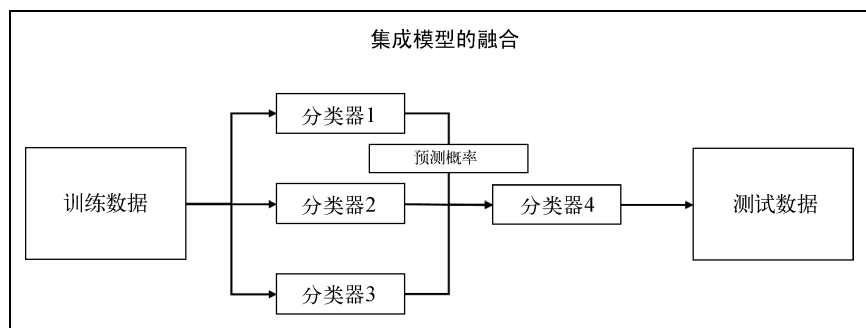 集成模型的融合
分类器1
预测概率
训练数据
分类器2
分类器4
测试数据
分类器3